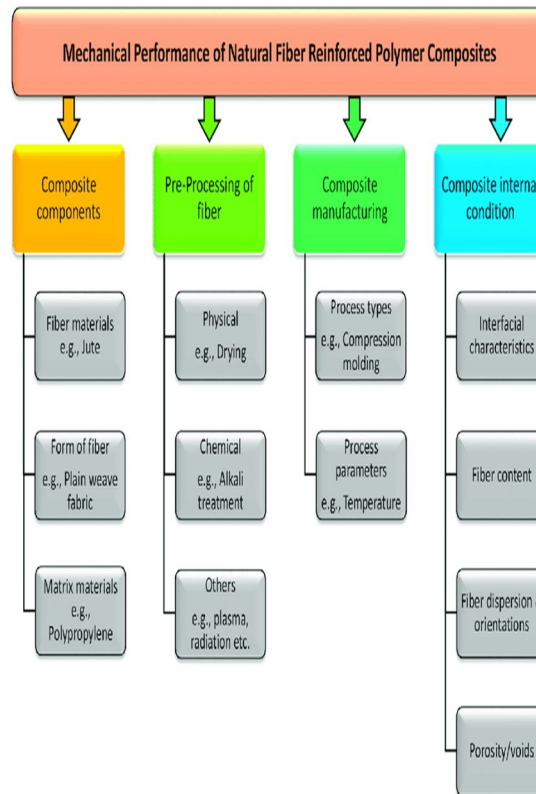 Mechanical Performance of Natural Fiber Reinforced Polymer Composites
Composite
components
Pre-Processing of
fiber
Composite
manufacturing
Composite interna
condition
Fiber materials
e.g., Jute
Form of fiber
e.g., Plain weave
fabric
Matrix materials
e.g.,
Polypropylene
Physical
e.g., Drying
Chemical
e.g., Alkali
treatment
Others
e.g., plasma,
radiation etc.
Process types
e.g., Compression
molding
Process
parameters
e.g., Temperature
Interfacial
characteristics
Fiber content
Fiber dispersion
orientations
Porosity/voids